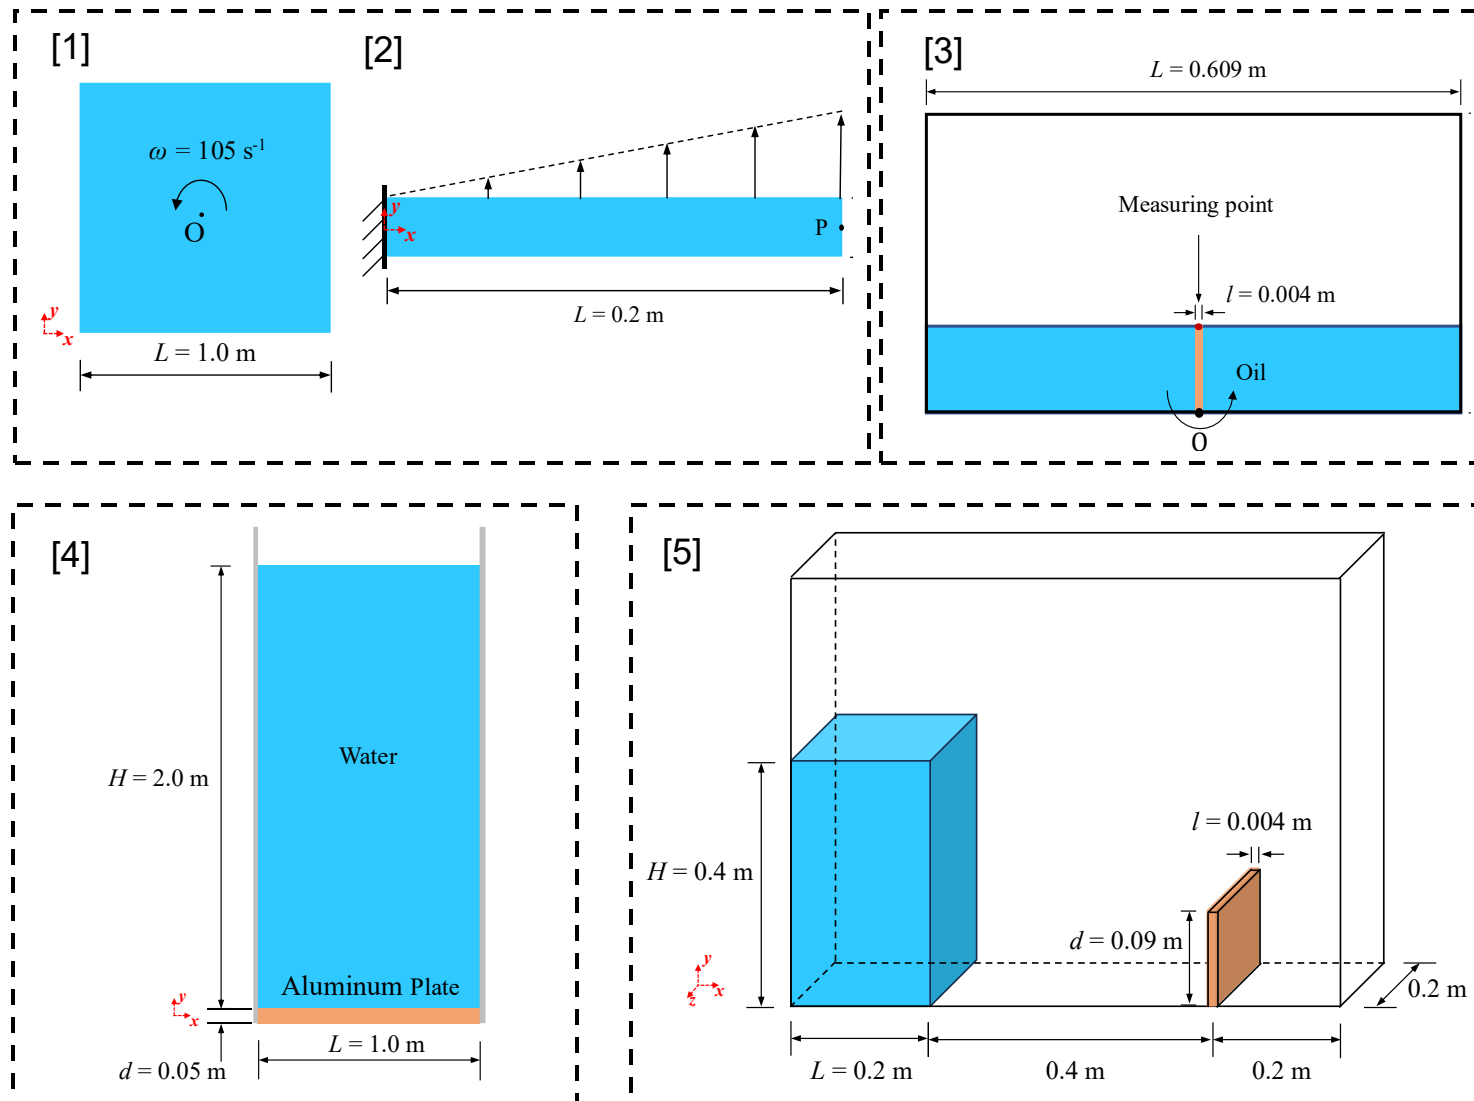 [1]
ω = 105 s⁻¹
O
y
x
L = 1.0 m
[2]
y
x
P
L = 0.2 m
[3]
L = 0.609 m
Measuring point
l = 0.004 m
Oil
O
[4]
Water
H = 2.0 m
Aluminum Plate
y
x
L = 1.0 m
d = 0.05 m
[5]
l = 0.004 m
H = 0.4 m
d = 0.09 m
y
x
z
0.2 m
L = 0.2 m
0.4 m
0.2 m